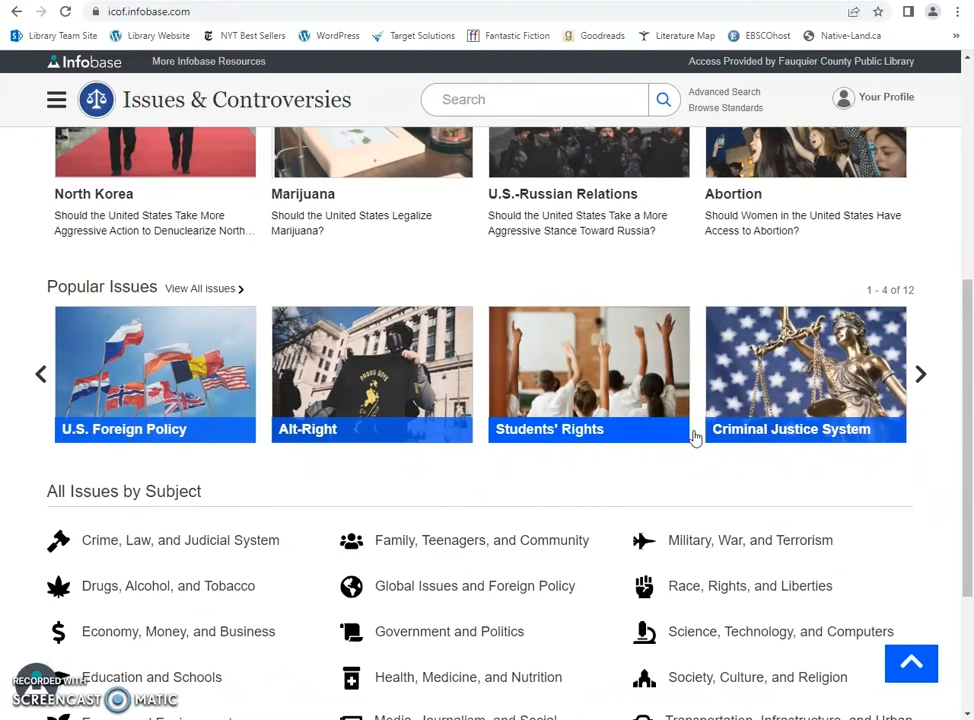 icof.infobase.com
Library Team Site
Library Website
NYT Best Sellers
WordPress
Target Solutions
Fantastic Fiction
Goodreads
Literature Map
EBSCOhost
Native-Land.ca
Infobase
More Infobase Resources
Access Provided by Fauquier County Public Library
Issues & Controversies
Search
Advanced Search
Browse Standards
Your Profile
North Korea
Should the United States Take More
Aggressive Action to Denuclearize North...
Marijuana
Should the United States Legalize
Marijuana?
U.S.-Russian Relations
Should the United States Take a More
Aggressive Stance Toward Russia?
Abortion
Should Women in the United States Have
Access to Abortion?
Popular Issues
View All issues
1 - 4 of 12
PROUD BOYS
U.S. Foreign Policy
Alt-Right
Students' Rights
Criminal Justice System
All Issues by Subject
Crime, Law, and Judicial System
Family, Teenagers, and Community
Military, War, and Terrorism
Drugs, Alcohol, and Tobacco
Global Issues and Foreign Policy
Race, Rights, and Liberties
Economy, Money, and Business
Government and Politics
Science, Technology, and Computers
Education and Schools
Health, Medicine, and Nutrition
Society, Culture, and Religion
RECORDED WITH
SCREENCAST MATIC